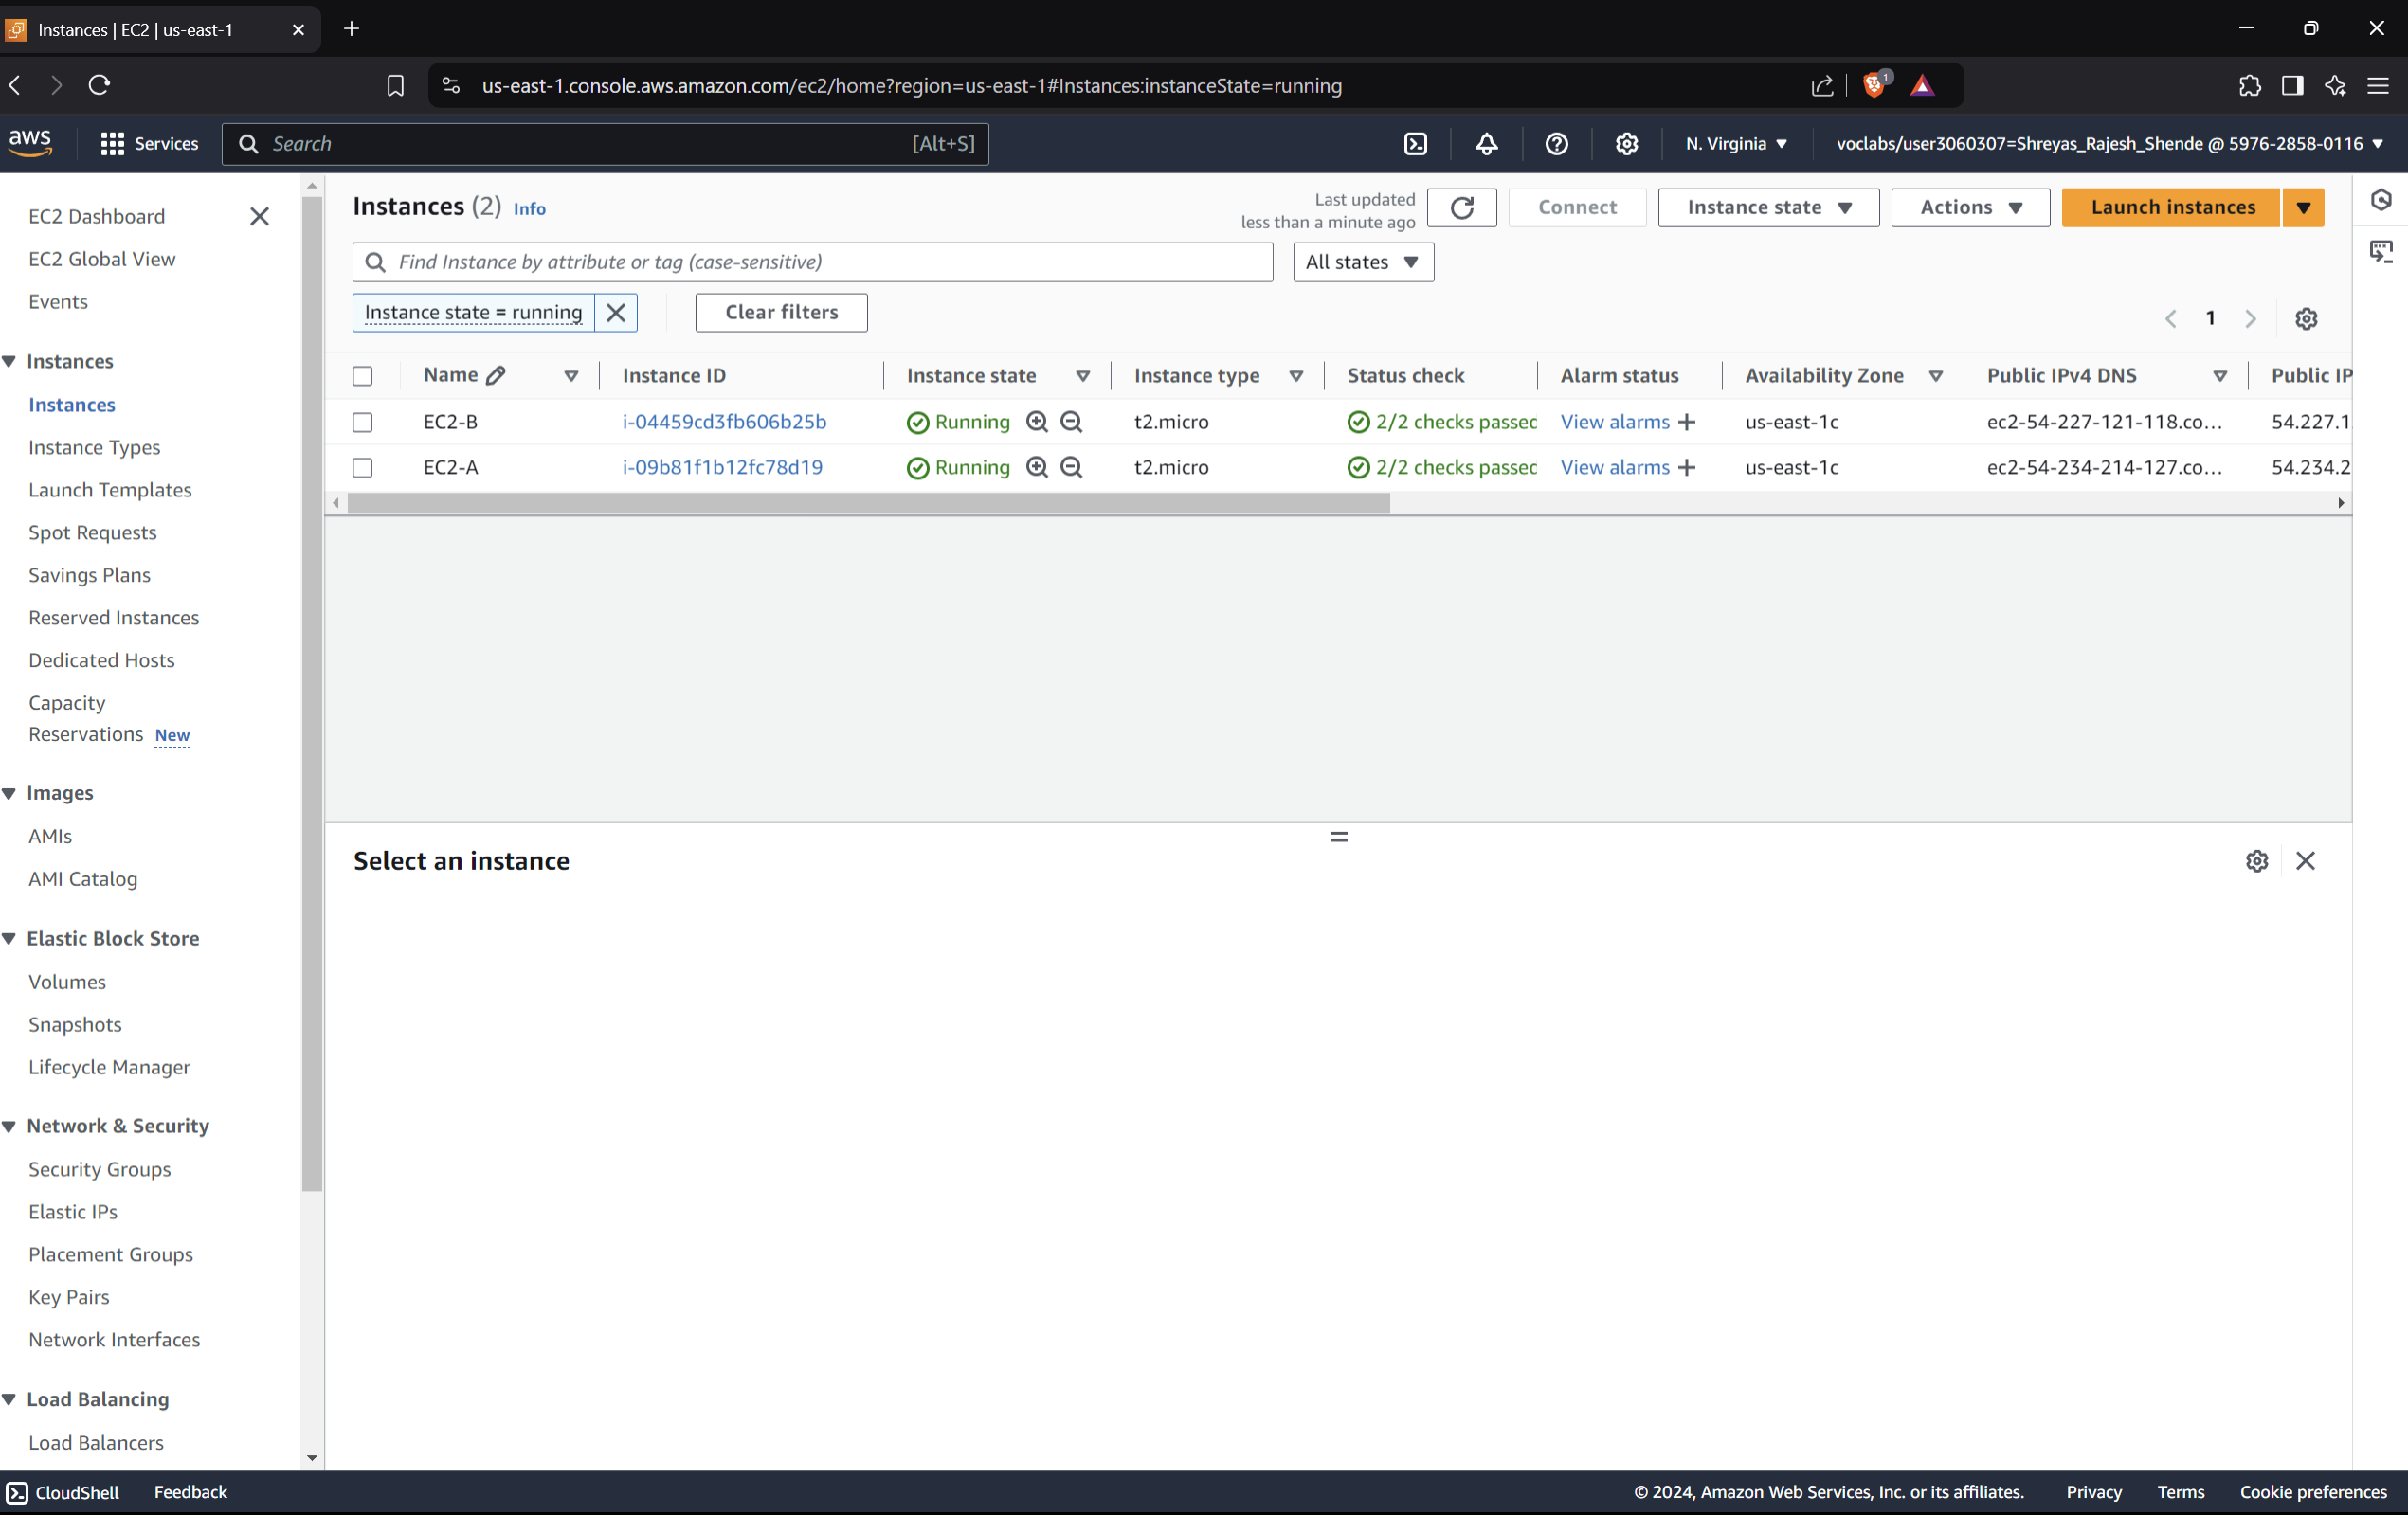 Instances | EC2 | us-east-1
us-east-1.console.aws.amazon.com/ec2/home?region=us-east-1#Instances:instanceState=running
1
aws
Services
Search
[Alt+S]
N. Virginia
voclabs/user3060307=Shreyas_Rajesh_Shende @ 5976-2858-0116
EC2 Dashboard
EC2 Global View
Events
Instances
Instances
Instance Types
Launch Templates
Spot Requests
Savings Plans
Reserved Instances
Dedicated Hosts
Capacity
Reservations New
Images
AMIs
AMI Catalog
Elastic Block Store
Volumes
Snapshots
Lifecycle Manager
Network & Security
Security Groups
Elastic IPs
Placement Groups
Key Pairs
Network Interfaces
Load Balancing
Load Balancers
Instances (2) Info
Last updated
less than a minute ago
Connect
Instance state
Actions
Launch instances
Find Instance by attribute or tag (case-sensitive)
All states
Instance state = running
Clear filters
1
Name Instance ID Instance state Instance type Status check Alarm status Availability Zone Public IPv4 DNS Public IP
EC2-B i-04459cd3fb606b25b Running t2.micro 2/2 checks passed View alarms + us-east-1c ec2-54-227-121-118.co... 54.227.1
EC2-A i-09b81f1b12fc78d19 Running t2.micro 2/2 checks passed View alarms + us-east-1c ec2-54-234-214-127.co... 54.234.2
Select an instance
CloudShell
Feedback
© 2024, Amazon Web Services, Inc. or its affiliates.
Privacy
Terms
Cookie preferences